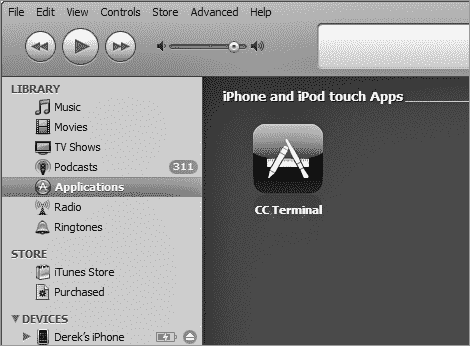 File Edit View Controls Store Advanced Help
LIBRARY
Music
Movies
TV Shows
Podcasts 311
Applications
Radio
Ringtones
STORE
iTunes Store
Purchased
DEVICES
Derek's iPhone
iPhone and iPod touch Apps
CC Terminal